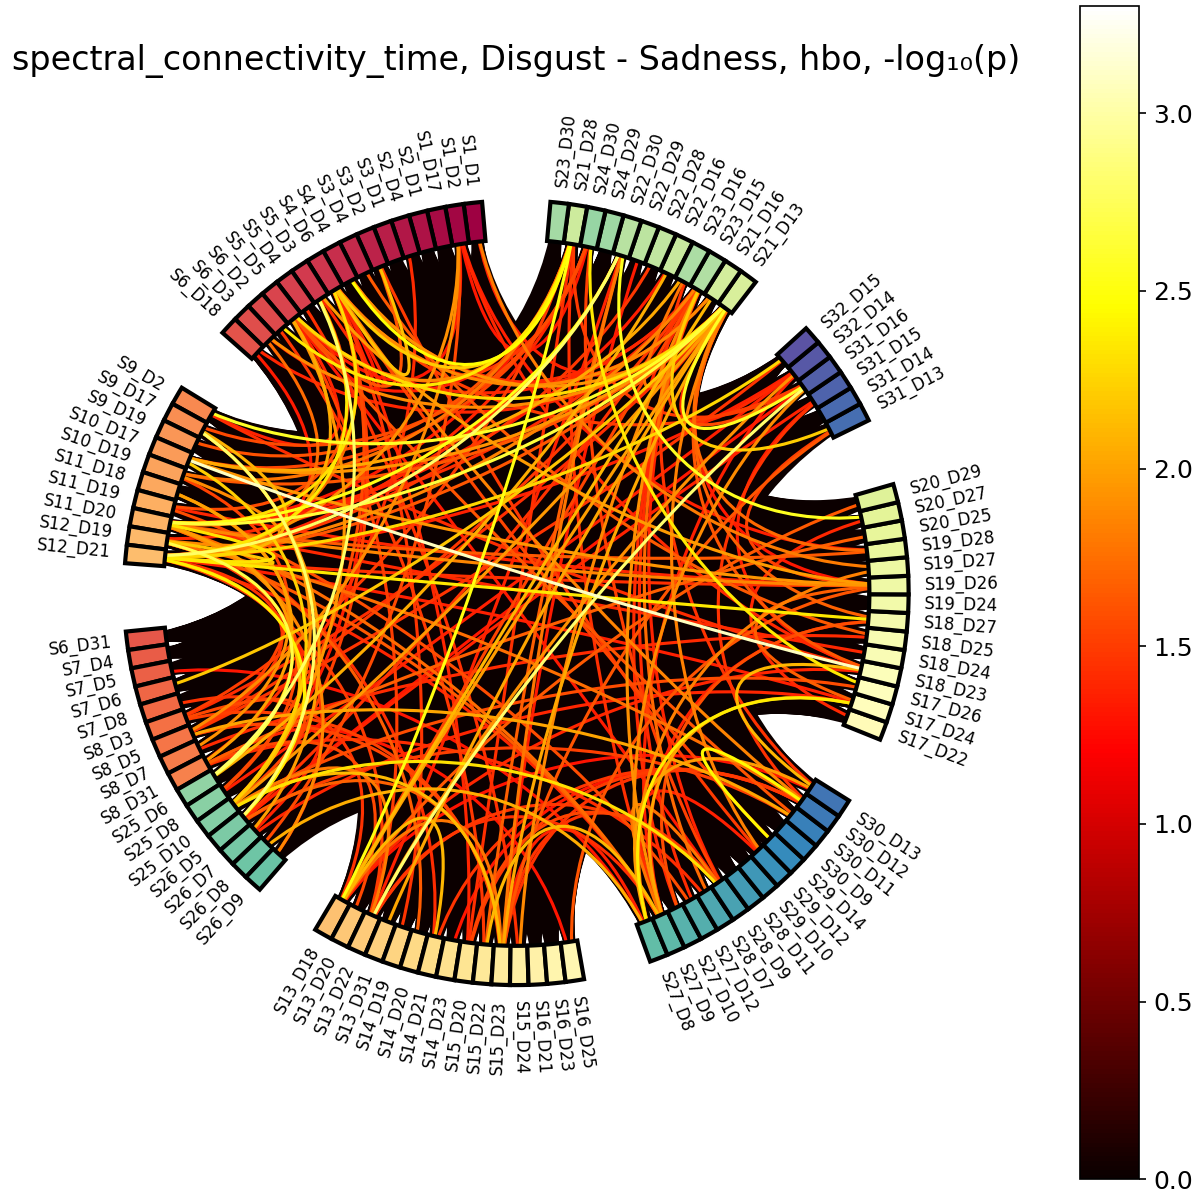 spectral_connectivity_time, Disgust - Sadness, hbo, -log₁₀(p)
S1_D1
S1_D2
S1_D17
S2_D1
S2_D4
S3_D1
S3_D2
S3_D4
S4_D4
S4_D6
S5_D3
S5_D4
S5_D5
S6_D2
S6_D3
S6_D18
S9_D2
S9_D17
S9_D19
S10_D17
S10_D19
S11_D18
S11_D19
S11_D20
S12_D19
S12_D21
S6_D31
S7_D4
S7_D5
S7_D6
S7_D8
S8_D3
S8_D5
S8_D7
S8_D31
S25_D6
S25_D8
S25_D10
S26_D5
S26_D7
S26_D8
S26_D9
S13_D18
S13_D20
S13_D22
S13_D31
S14_D19
S14_D20
S14_D21
S14_D23
S15_D20
S15_D22
S15_D23
S15_D24
S16_D21
S16_D23
S16_D25
S27_D8
S27_D9
S27_D10
S27_D12
S28_D7
S28_D9
S28_D11
S29_D10
S29_D12
S29_D14
S30_D9
S30_D11
S30_D12
S30_D13
S17_D22
S17_D24
S17_D26
S18_D23
S18_D24
S18_D25
S18_D27
S19_D24
S19_D26
S19_D27
S19_D28
S20_D25
S20_D27
S20_D29
S31_D13
S31_D14
S31_D15
S31_D16
S32_D14
S32_D15
S21_D13
S21_D16
S23_D15
S23_D16
S22_D16
S22_D28
S22_D29
S22_D30
S24_D29
S24_D30
S21_D28
S23_D30
3.0
2.5
2.0
1.5
1.0
0.5
0.0